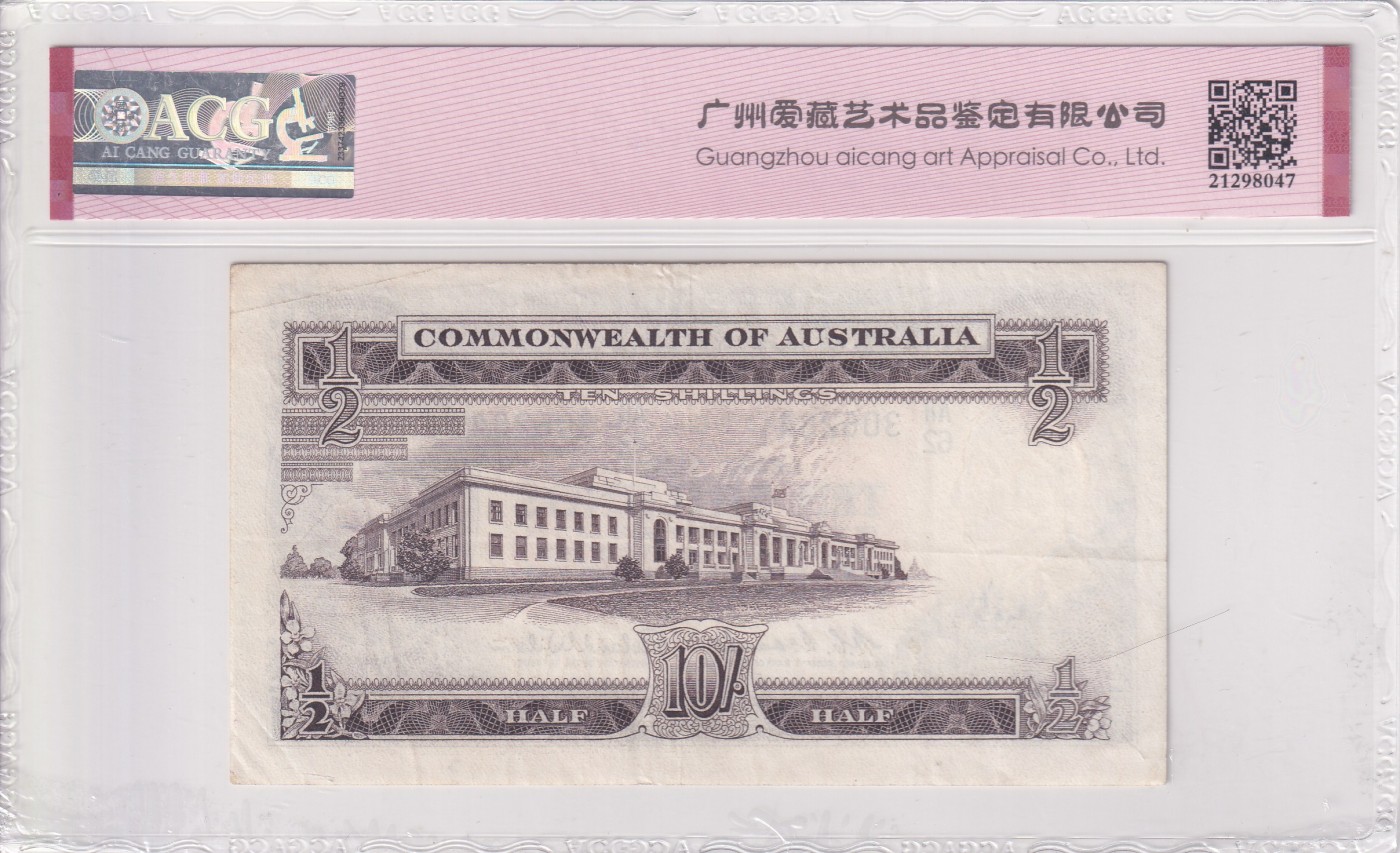 ACG
AI CANG GUARANTY
广州爱藏艺术品鉴定有限公司
Guangzhou aicang art Appraisal Co., Ltd.
21298047
COMMONWEALTH OF AUSTRALIA
1/2
1/2
TEN SHILLINGS
1/2
HALF
10/-
HALF
1/2